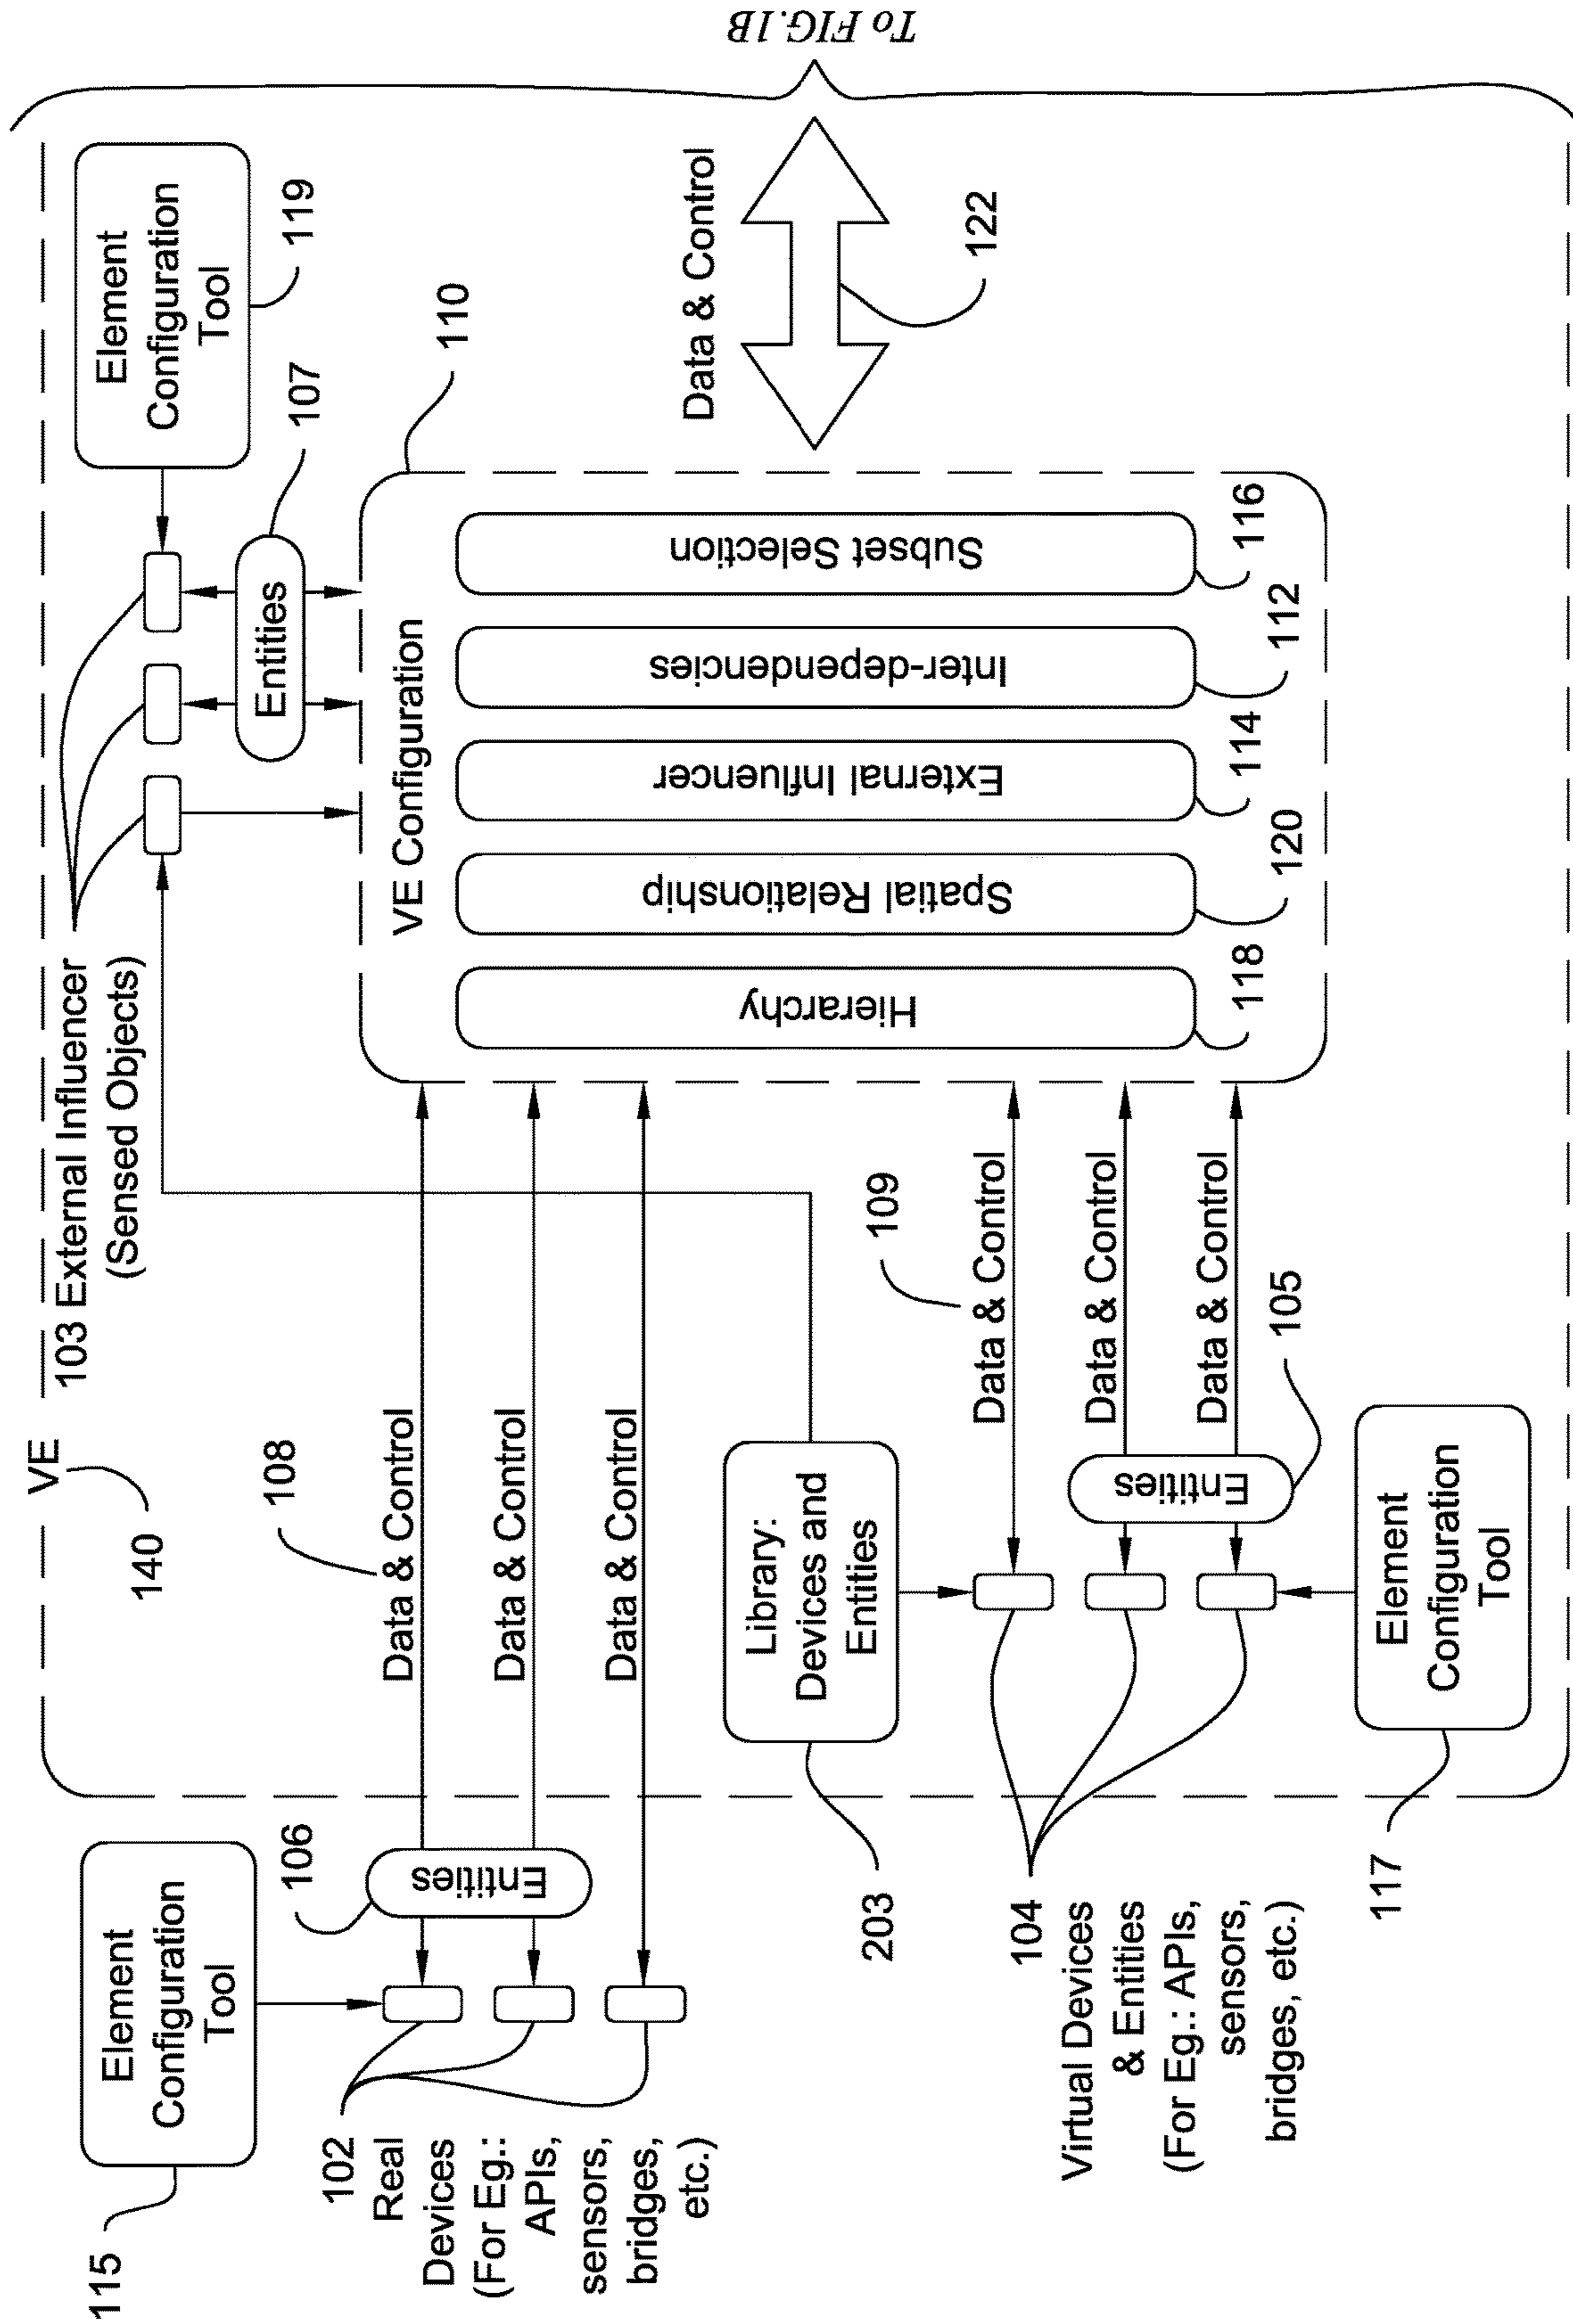 VE
140
103 External Influencer
(Sensed Objects)
Element
Configuration
Tool
119
Entities
107
Element
Configuration
Tool
115
106
Entities
108
Data & Control
Data & Control
Data & Control
102
Real
Devices
(For Eg.:
APIs,
sensors,
bridges,
etc.)
VE Configuration
110
Hierarchy
118
Spatial Relationship
120
External Influencer
114
Inter-dependencies
112
Subset Selection
116
Data & Control
122
To FIG.1B
Library:
Devices and
Entities
203
109
Data & Control
Data & Control
Data & Control
Entities
105
104
Virtual Devices
& Entities
(For Eg.: APIs,
sensors,
bridges, etc.)
Element
Configuration
Tool
117